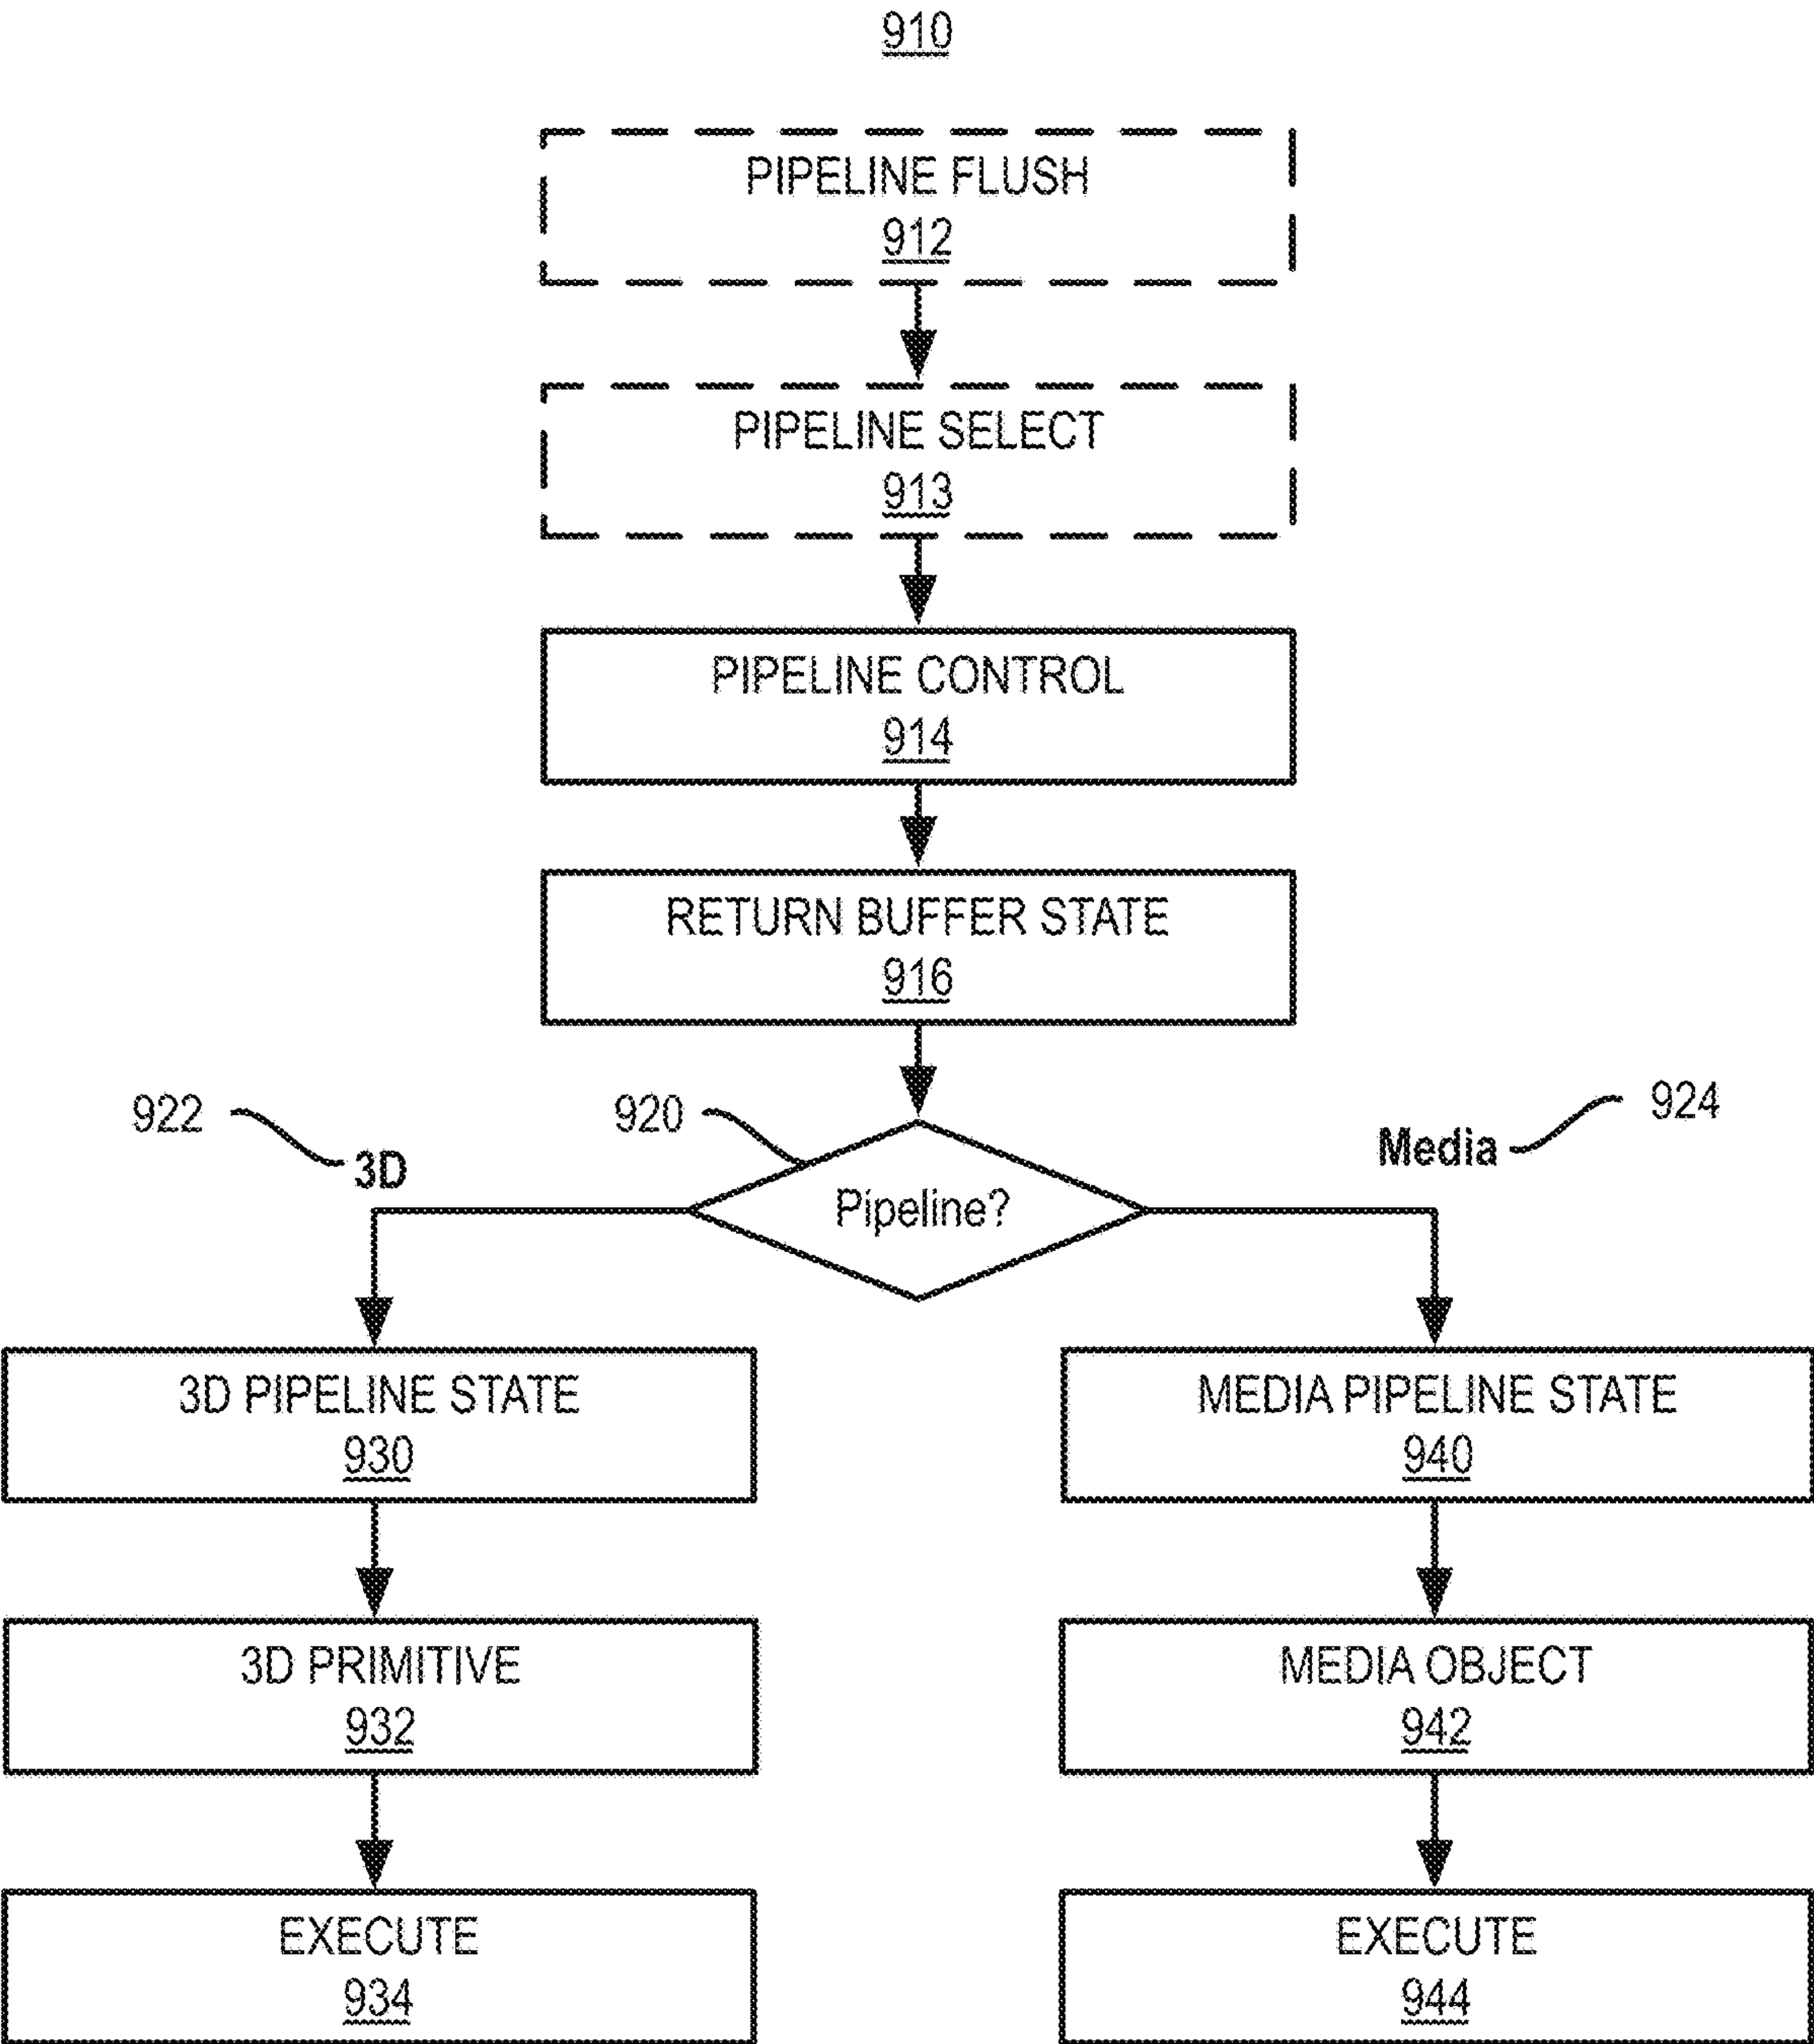 910
PIPELINE FLUSH
912
PIPELINE SELECT
913
PIPELINE CONTROL
914
RETURN BUFFER STATE
916
922
920
924
3D
Media
Pipeline?
3D PIPELINE STATE
930
MEDIA PIPELINE STATE
940
3D PRIMITIVE
932
MEDIA OBJECT
942
EXECUTE
934
EXECUTE
944